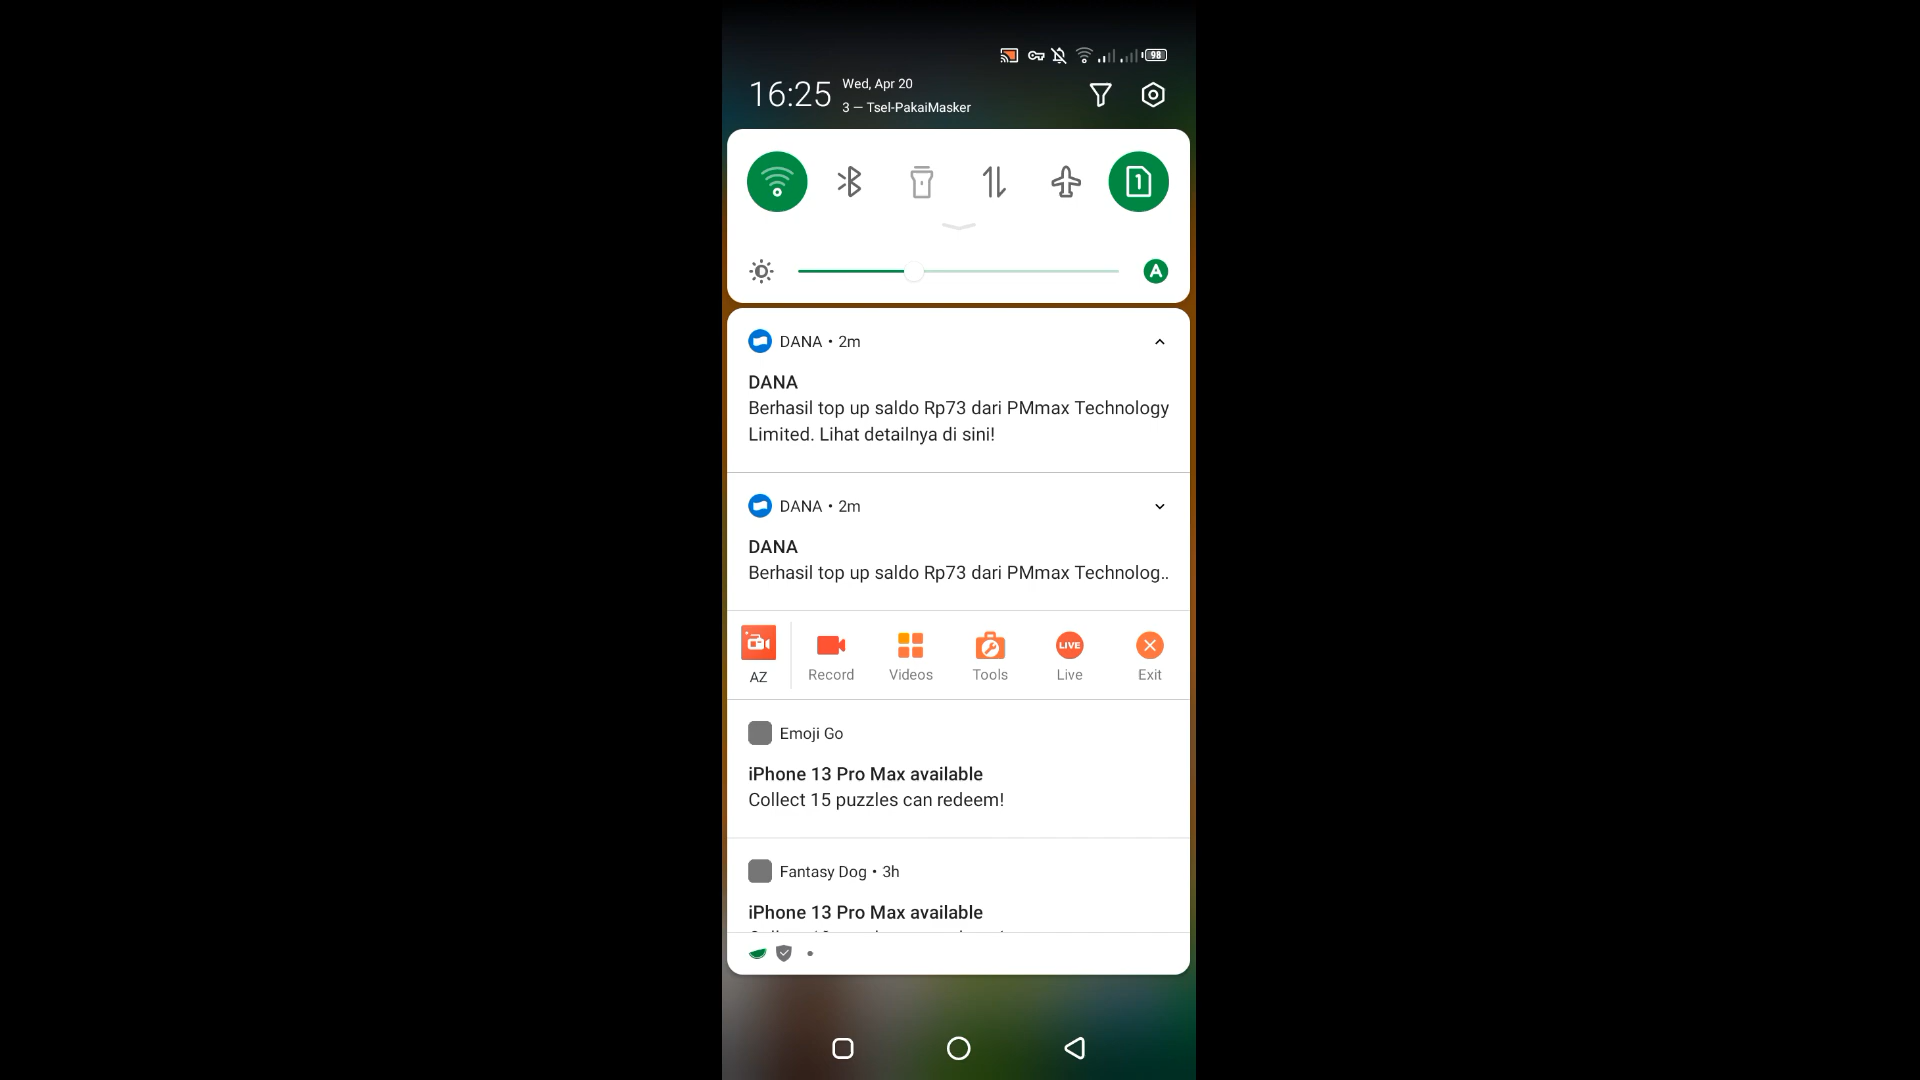 98
16:25
Wed, Apr 20
3 — Tsel-PakaiMasker
1
A
DANA • 2m
DANA
Berhasil top up saldo Rp73 dari PMmax Technology
Limited. Lihat detailnya di sini!
DANA • 2m
DANA
Berhasil top up saldo Rp73 dari PMmax Technolog..
AZ
Record
Videos
Tools
LIVE
Live
Exit
Emoji Go
iPhone 13 Pro Max available
Collect 15 puzzles can redeem!
Fantasy Dog • 3h
iPhone 13 Pro Max available